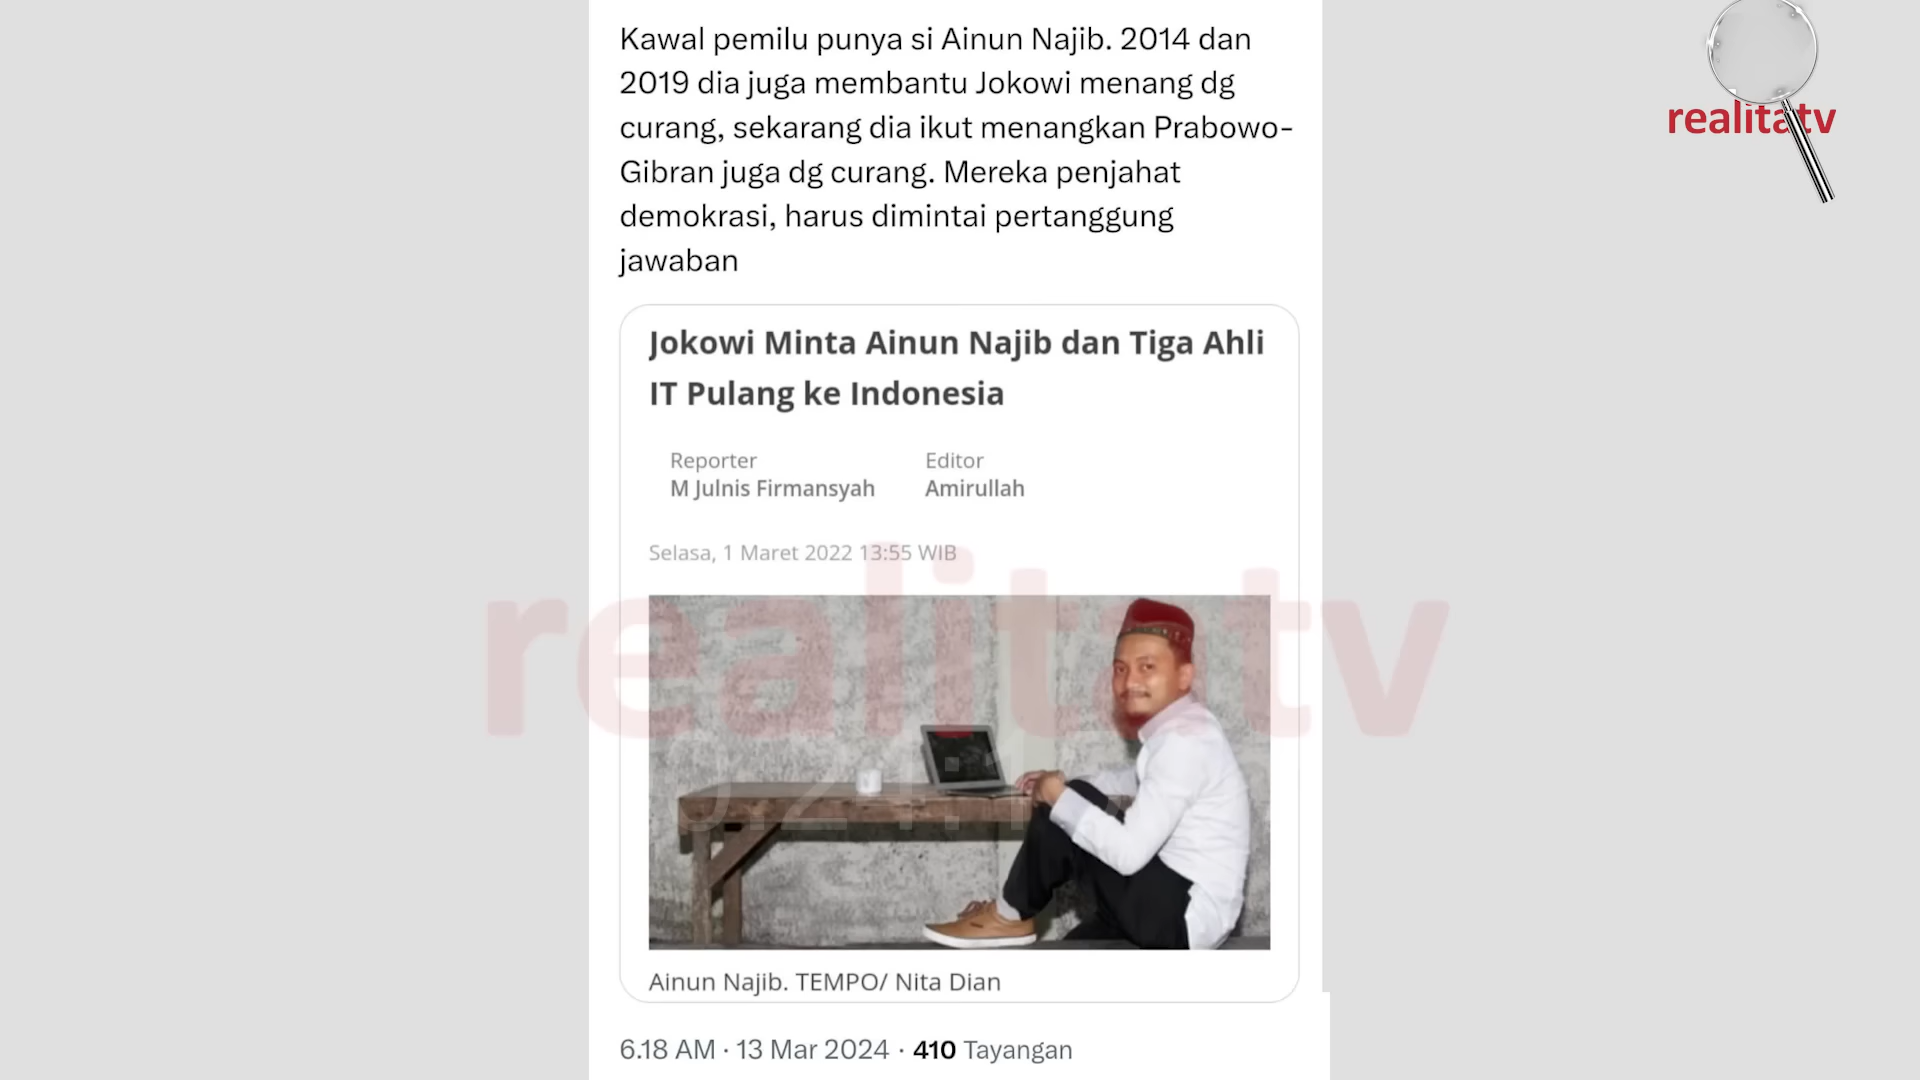 Kawal pemilu punya si Ainun Najib. 2014 dan
2019 dia juga membantu Jokowi menang dg
curang, sekarang dia ikut menangkan Prabowo-
Gibran juga dg curang. Mereka penjahat
demokrasi, harus dimintai pertanggung
jawaban
realitatv
Jokowi Minta Ainun Najib dan Tiga Ahli
IT Pulang ke Indonesia
Reporter Editor
M Julnis Firmansyah Amirullah
Selasa, 1 Maret 2022 13:55 WIB
realitatv
Ainun Najib. TEMPO/ Nita Dian
6.18 AM · 13 Mar 2024 · 410 Tayangan